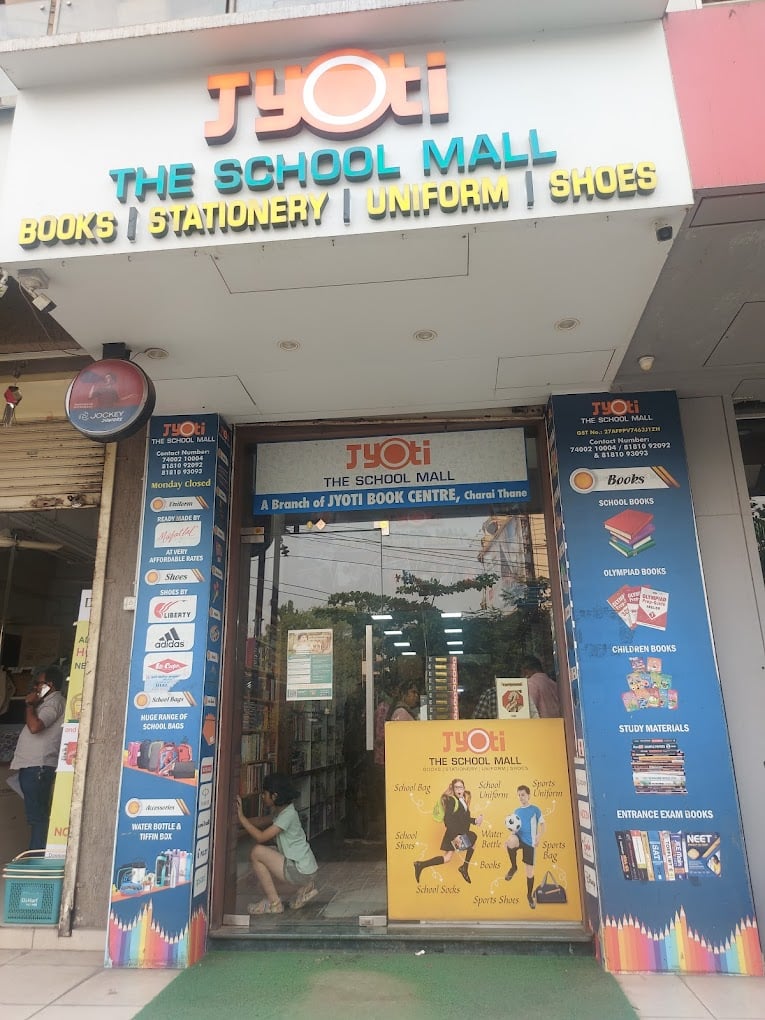 JYOTI
THE SCHOOL MALL
BOOKS | STATIONERY | UNIFORM | SHOES
JOCKEY
JUNIORS
JYOTI
THE SCHOOL MALL
Contact Number:
74002 10004
81810 92092
81810 93093
Monday Closed
Uniform
READY MADE BY
AT VERY
AFFORDABLE RATES
Shoes
SHOES BY
LIBERTY
adidas
School Bags
HUGE RANGE OF
SCHOOL BAGS
Accessories
WATER BOTTLE &
TIFFIN BOX
JYOTI
THE SCHOOL MALL
A Branch of JYOTI BOOK CENTRE, Charai Thane
JYOTI
THE SCHOOL MALL
BOOKS | STATIONERY | UNIFORM | SHOES
School Bag
School
Uniform
Sports
Uniform
School
Shoes
Water
Bottle
Sports
Bag
Books
School Socks
Sports Shoes
JYOTI
THE SCHOOL MALL
GST No.: 27AFPPV7463J1ZH
Contact Number:
74002 10004 / 81810 92092
& 81810 93093
Books
SCHOOL BOOKS
OLYMPIAD BOOKS
OLYMPIAD
CHILDREN BOOKS
STUDY MATERIALS
ENTRANCE EXAM BOOKS
NEET